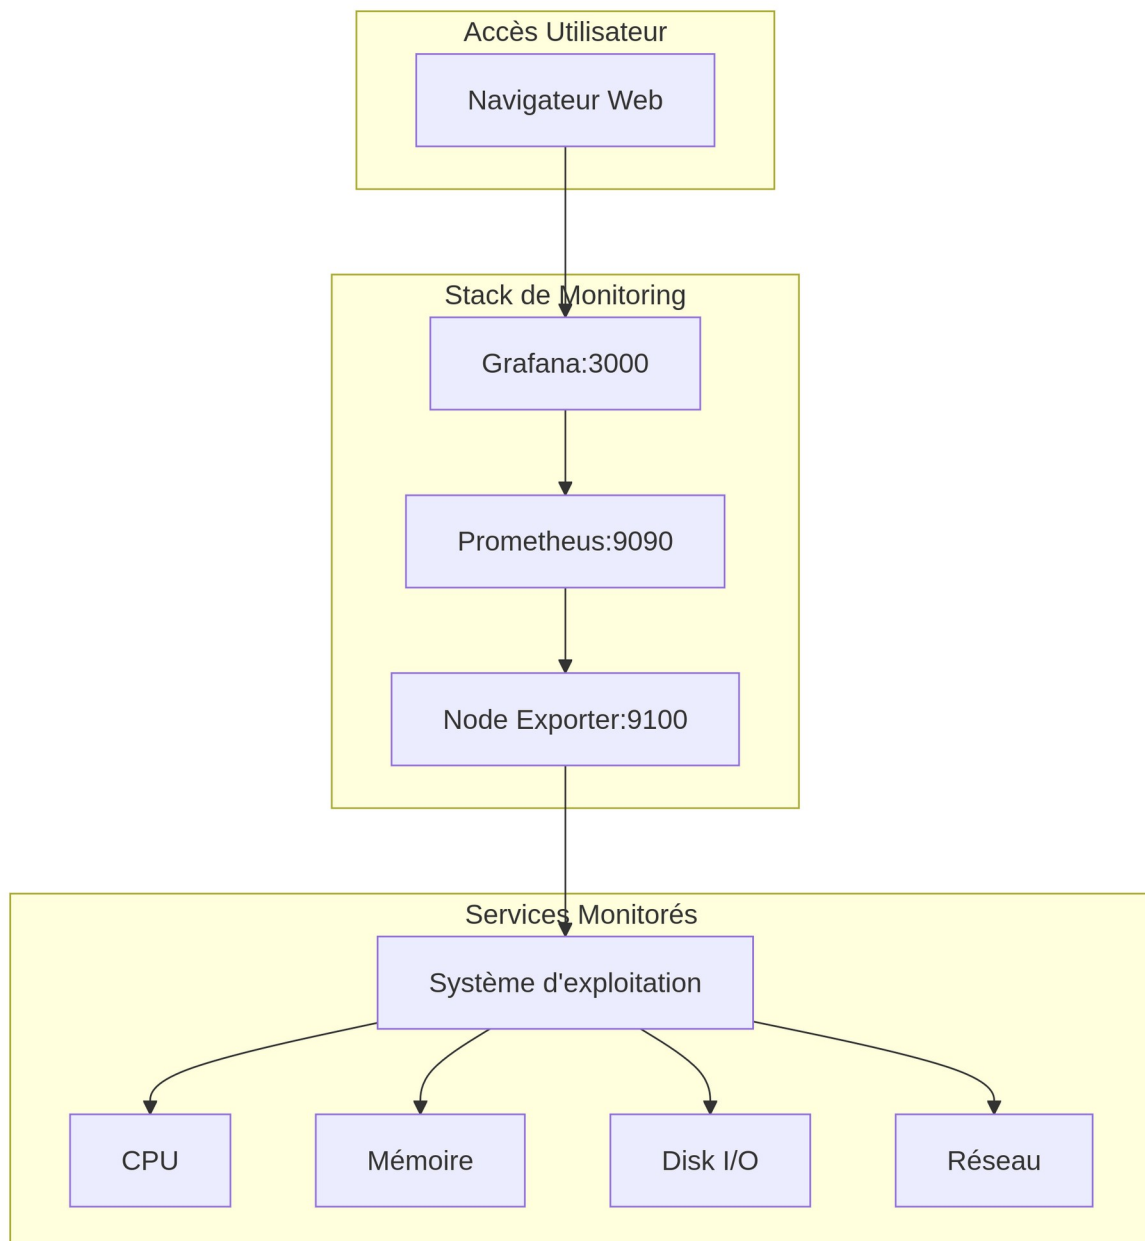 Accès Utilisateur
Navigateur Web
Stack de Monitoring
Grafana:3000
Prometheus:9090
Node Exporter:9100
Services Monitorés
Système d'exploitation
CPU
Mémoire
Disk I/O
Réseau